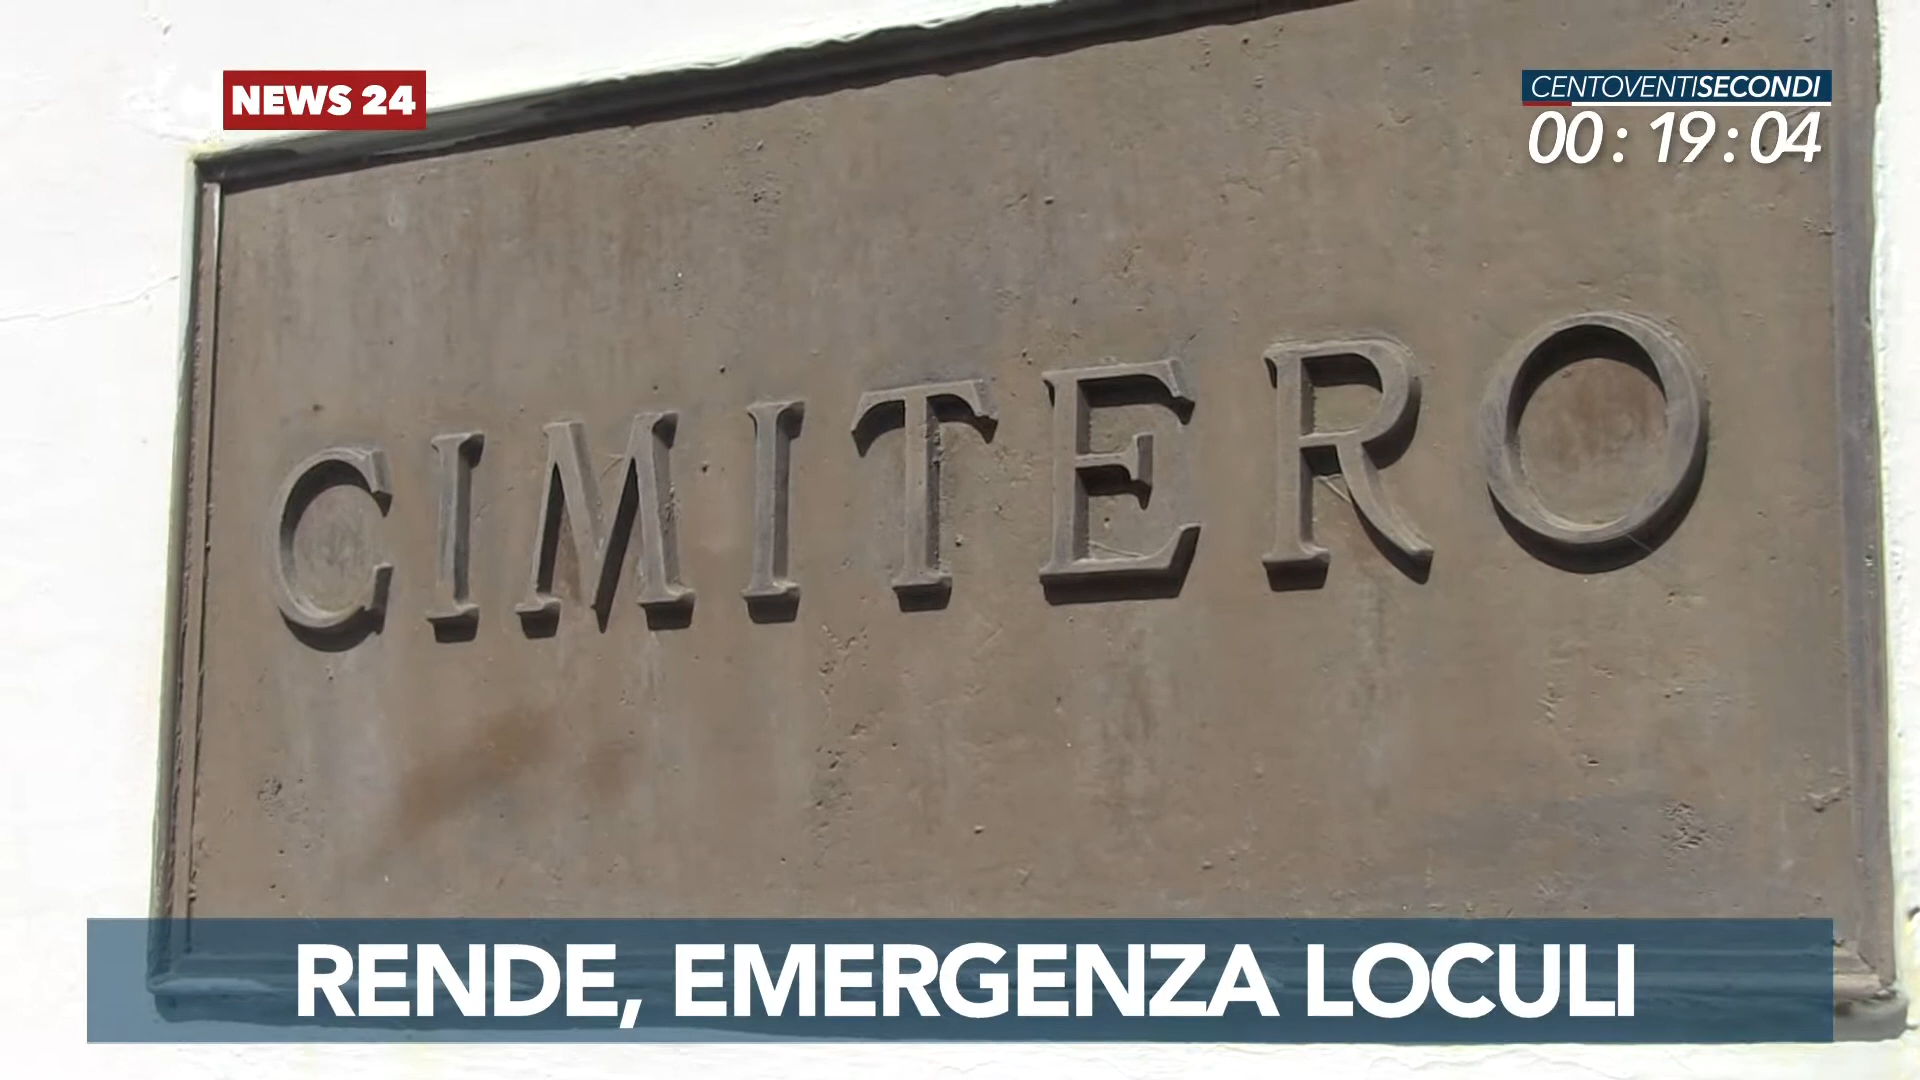 NEWS 24
CENTOVENTISECONDI
00 : 19 : 04
CIMITERO
RENDE, EMERGENZA LOCULI